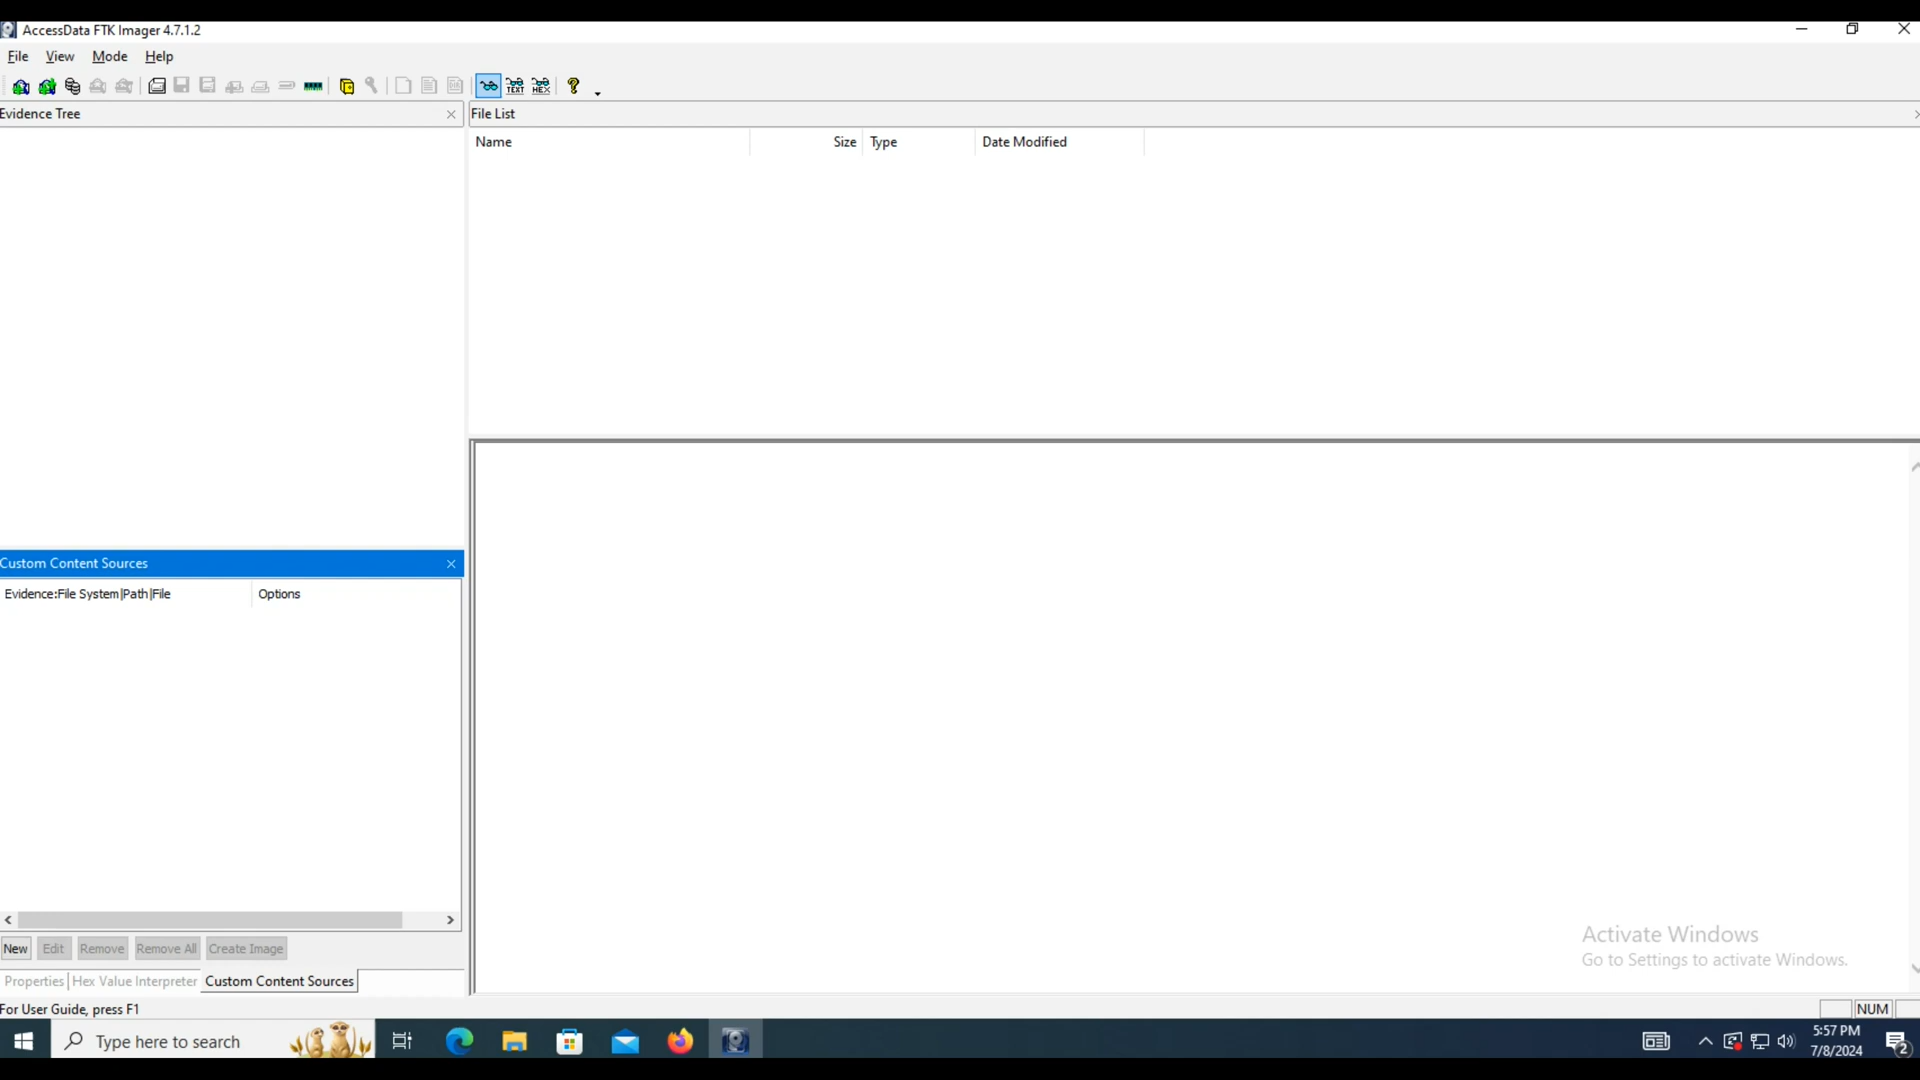 AccessData FTK Imager 4.7.1.2
File View Mode Help
TEXT HEX
Evidence Tree
File List
Name Size Type Date Modified
Custom Content Sources
Evidence:File System|Path|File Options
New Edit Remove Remove All Create Image
Properties Hex Value Interpreter Custom Content Sources
Activate Windows
Go to Settings to activate Windows.
For User Guide, press F1
NUM
Type here to search
5:57 PM
7/8/2024
2